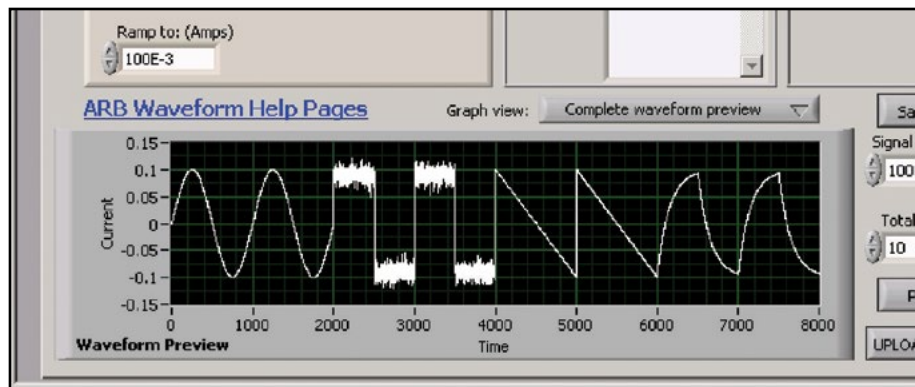 Ramp to: (Amps)
100E-3
ARB Waveform Help Pages
Graph view:
Complete waveform preview
Sa
Signal
100
Total
10
UPLOA
0.15
0.1
0.05
0
-0.05
-0.1
-0.15
Current
0 1000 2000 3000 4000 5000 6000 7000 8000
Time
Waveform Preview